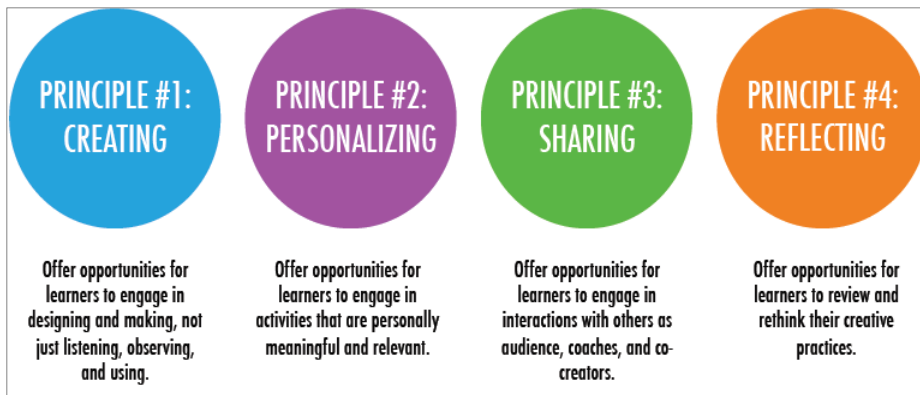 PRINCIPLE #1:
CREATING
Offer opportunities for
learners to engage in
designing and making, not
just listening, observing,
and using.
PRINCIPLE #2:
PERSONALIZING
Offer opportunities for
learners to engage in
activities that are personally
meaningful and relevant.
PRINCIPLE #3:
SHARING
Offer opportunities for
learners to engage in
interactions with others as
audience, coaches, and co-
creators.
PRINCIPLE #4:
REFLECTING
Offer opportunities for
learners to review and
rethink their creative
practices.